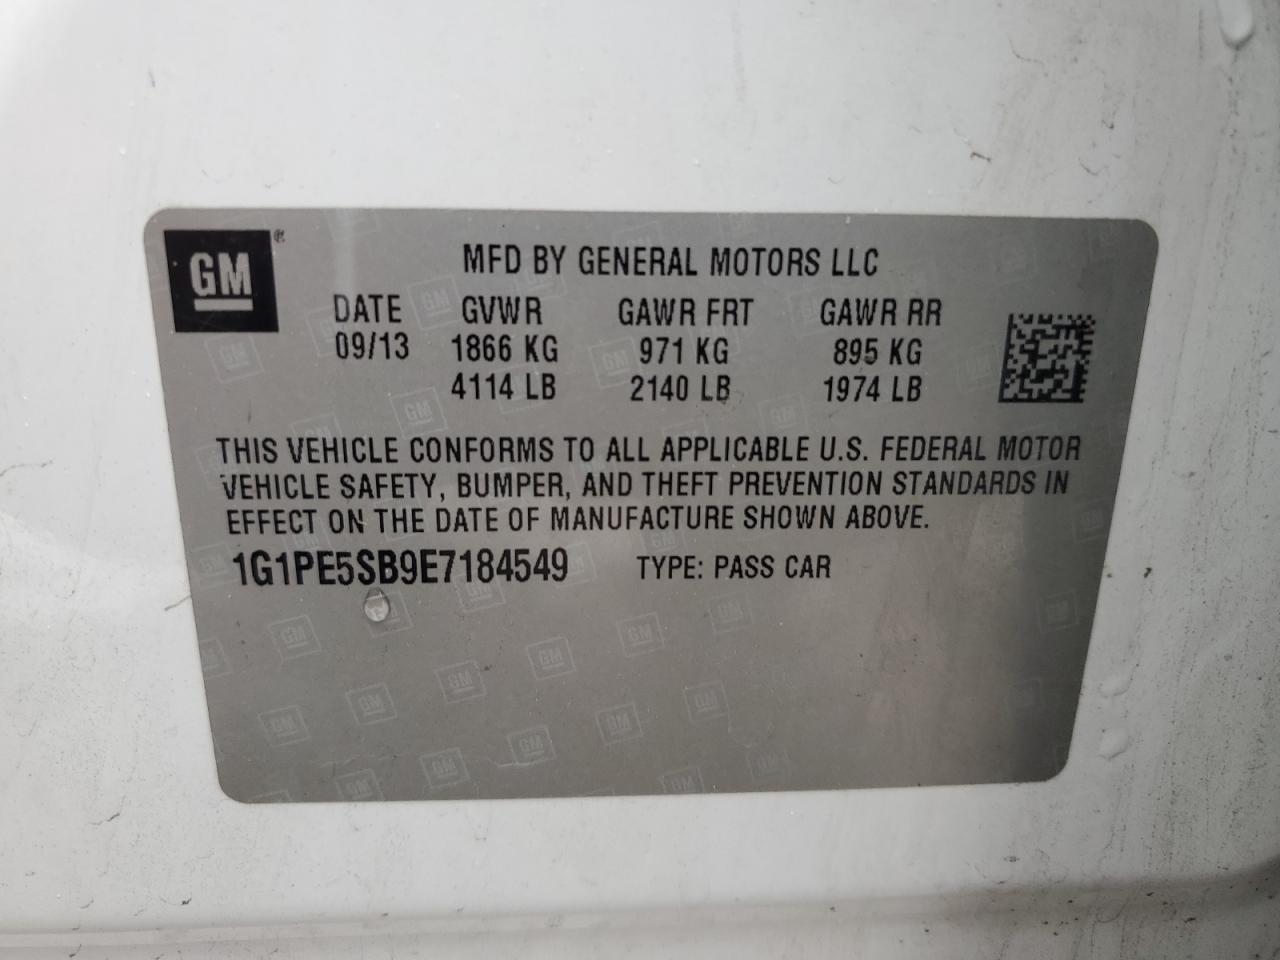 GM ®
MFD BY GENERAL MOTORS LLC
DATE GVWR GAWR FRT GAWR RR
09/13 1866 KG 971 KG 895 KG
4114 LB 2140 LB 1974 LB
THIS VEHICLE CONFORMS TO ALL APPLICABLE U.S. FEDERAL MOTOR
VEHICLE SAFETY, BUMPER, AND THEFT PREVENTION STANDARDS IN
EFFECT ON THE DATE OF MANUFACTURE SHOWN ABOVE.
1G1PE5SB9E7184549 TYPE: PASS CAR